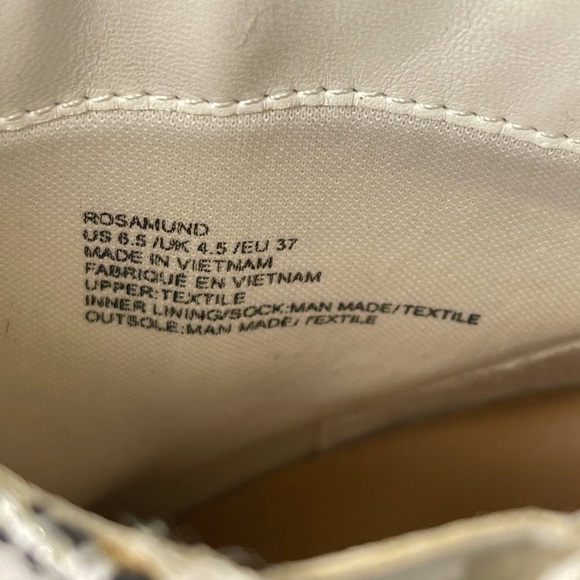 ROSAMUND
US 6.5 /UK 4.5 /EU 37
MADE IN VIETNAM
FABRIQUÉ EN VIETNAM
UPPER:TEXTILE
INNER LINING/SOCK:MAN MADE/TEXTILE
OUTSOLE:MAN MADE/TEXTILE